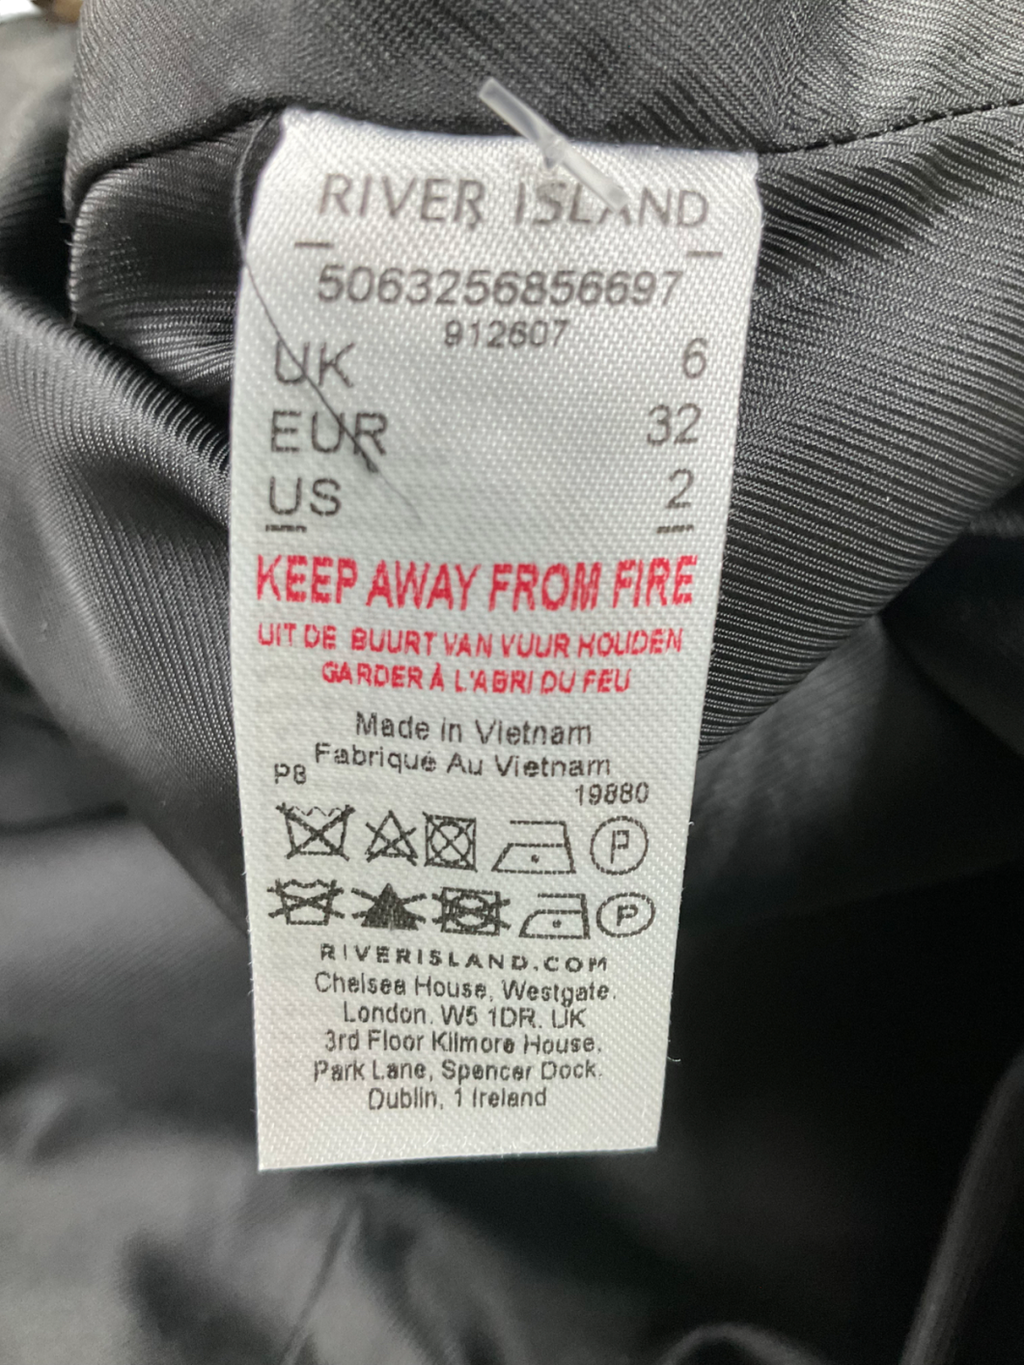 RIVER ISLAND
5063256856697
912607
UK 6
EUR 32
US 2
KEEP AWAY FROM FIRE
UIT DE BUURT VAN VUUR HOUDEN
GARDER À L'ABRI DU FEU
Made in Vietnam
Fabriqué Au Vietnam
P8
19880
P
P
RIVERISLAND.COM
Chelsea House, Westgate.
London. W5 1DR. UK
3rd Floor Kilmore House.
Park Lane, Spencer Dock.
Dublin, 1 Ireland